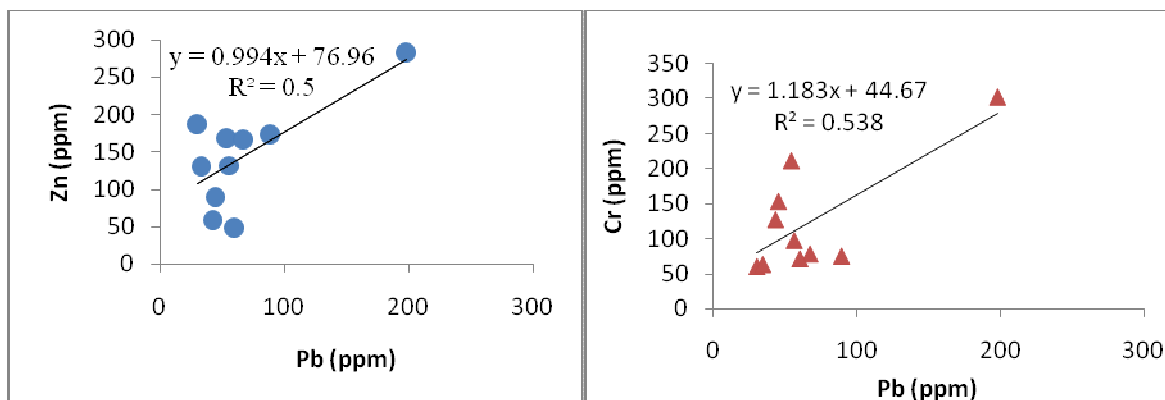 300
250
200
150
100
50
0
Zn (ppm)
y = 0.994x + 76.96
R² = 0.5
0 100 200 300
Pb (ppm)
350
300
250
200
150
100
50
0
Cr (ppm)
y = 1.183x + 44.67
R² = 0.538
0 100 200 300
Pb (ppm)